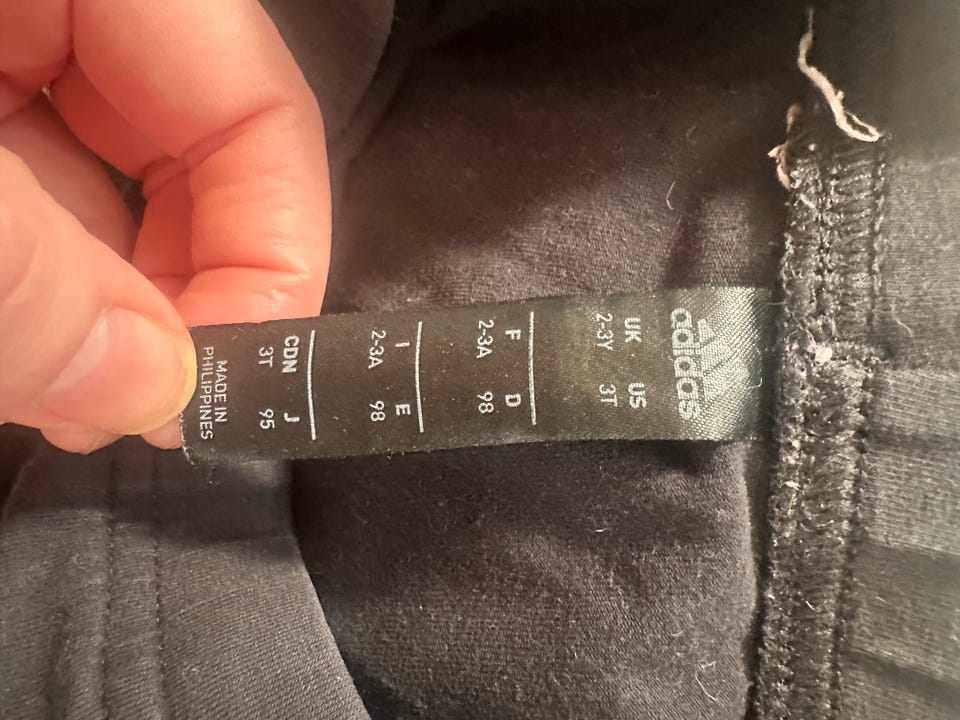 adidas
UK US
2-3Y 3T
F D
2-3A 98
I E
2-3A 98
CDN J
3T 95
MADE IN
PHILIPPINES